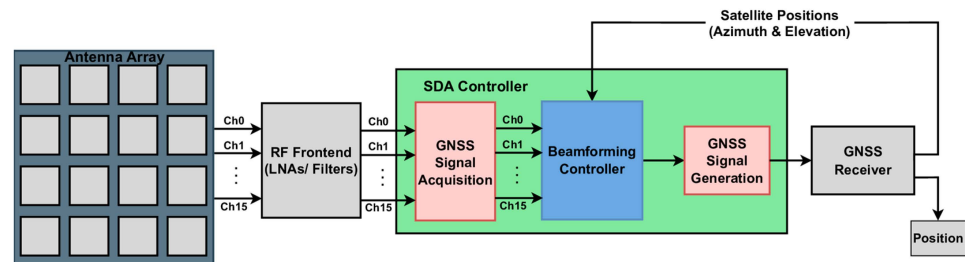 Satellite Positions
(Azimuth & Elevation)
Antenna Array
SDA Controller
Ch0
Ch1
Ch15
RF Frontend
(LNAs/ Filters)
Ch0
Ch1
Ch15
GNSS
Signal
Acquisition
Ch0
Ch1
Ch15
Beamforming
Controller
GNSS
Signal
Generation
GNSS
Receiver
Position